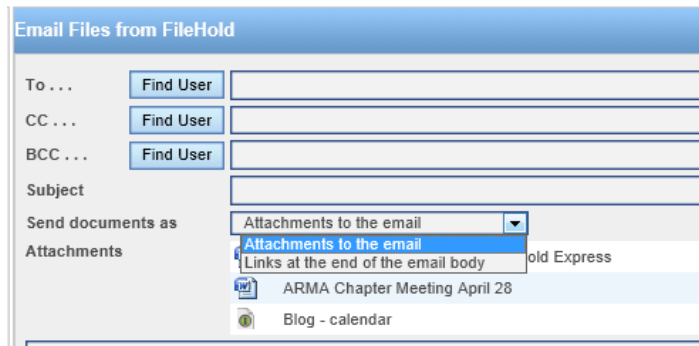 Email Files from FileHold
To . . . Find User
CC . . . Find User
BCC . . . Find User
Subject
Send documents as Attachments to the email
Attachments to the email
Attachments Links at the end of the email body old Express
ARMA Chapter Meeting April 28
Blog - calendar